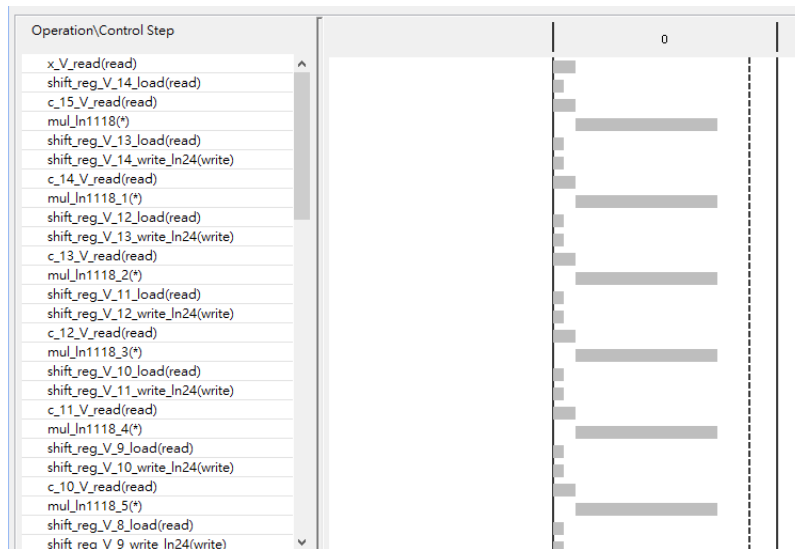 Operation\Control Step
0
x_V_read(read)
shift_reg_V_14_load(read)
c_15_V_read(read)
mul_ln1118(*)
shift_reg_V_13_load(read)
shift_reg_V_14_write_ln24(write)
c_14_V_read(read)
mul_ln1118_1(*)
shift_reg_V_12_load(read)
shift_reg_V_13_write_ln24(write)
c_13_V_read(read)
mul_ln1118_2(*)
shift_reg_V_11_load(read)
shift_reg_V_12_write_ln24(write)
c_12_V_read(read)
mul_ln1118_3(*)
shift_reg_V_10_load(read)
shift_reg_V_11_write_ln24(write)
c_11_V_read(read)
mul_ln1118_4(*)
shift_reg_V_9_load(read)
shift_reg_V_10_write_ln24(write)
c_10_V_read(read)
mul_ln1118_5(*)
shift_reg_V_8_load(read)
shift_reg_V_9_write_ln24(write)